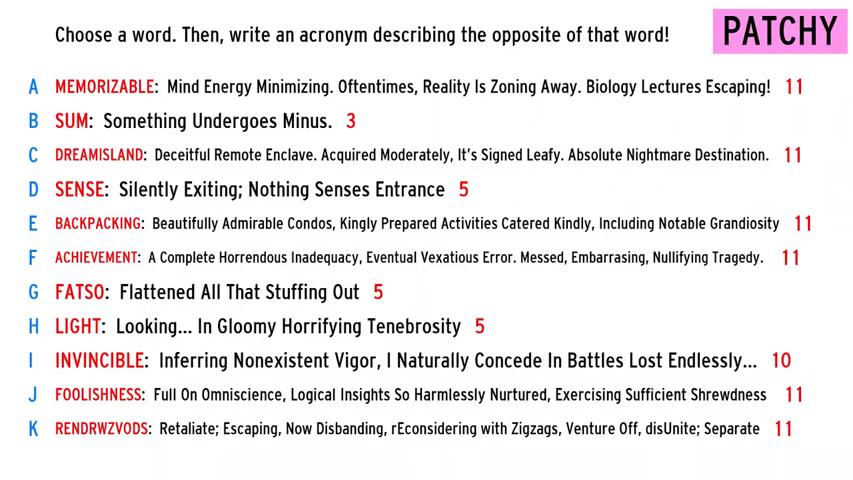 Choose a word. Then, write an acronym describing the opposite of that word! PATCHY
A MEMORIZABLE: Mind Energy Minimizing. Oftentimes, Reality Is Zoning Away. Biology Lectures Escaping! 11
B SUM: Something Undergoes Minus. 3
C DREAMISLAND: Deceitful Remote Enclave. Acquired Moderately, It's Signed Leafy. Absolute Nightmare Destination. 11
D SENSE: Silently Exiting; Nothing Senses Entrance 5
E BACKPACKING: Beautifully Admirable Condos, Kingly Prepared Activities Catered Kindly, Including Notable Grandiosity 11
F ACHIEVEMENT: A Complete Horrendous Inadequacy, Eventual Vexatious Error. Messed, Embarrasing, Nullifying Tragedy. 11
G FATSO: Flattened All That Stuffing Out 5
H LIGHT: Looking... In Gloomy Horrifying Tenebrosity 5
I INVINCIBLE: Inferring Nonexistent Vigor, I Naturally Concede In Battles Lost Endlessly... 10
J FOOLISHNESS: Full On Omniscience, Logical Insights So Harmlessly Nurtured, Exercising Sufficient Shrewdness 11
K RENDRWZVODS: Retaliate; Escaping, Now Disbanding, rEconsidering with Zigzags, Venture Off, disUnite; Separate 11